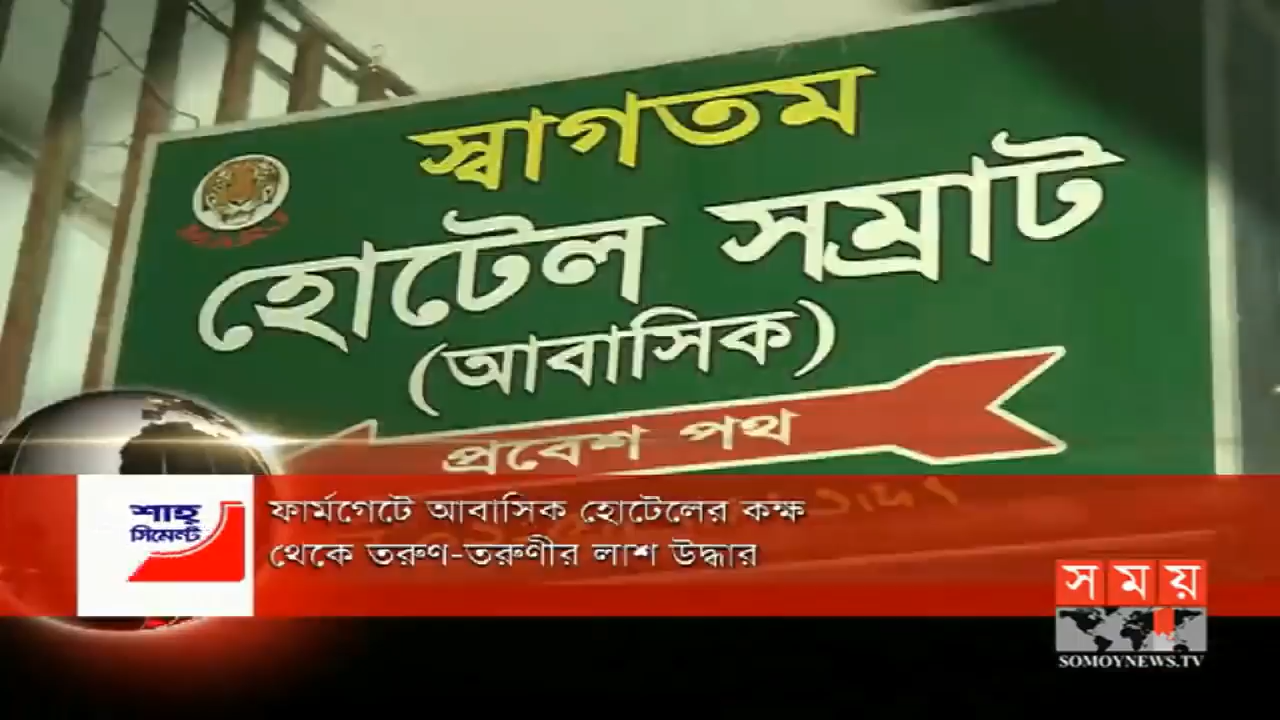 স্বাগতম
হোটেল সম্রাট
(আবাসিক)
প্রবেশ পথ
শাহ্
সিমেন্ট
ফার্মগেটে আবাসিক হোটেলের কক্ষ
থেকে তরুণ-তরুণীর লাশ উদ্ধার
সময়
SOMOYNEWS.TV